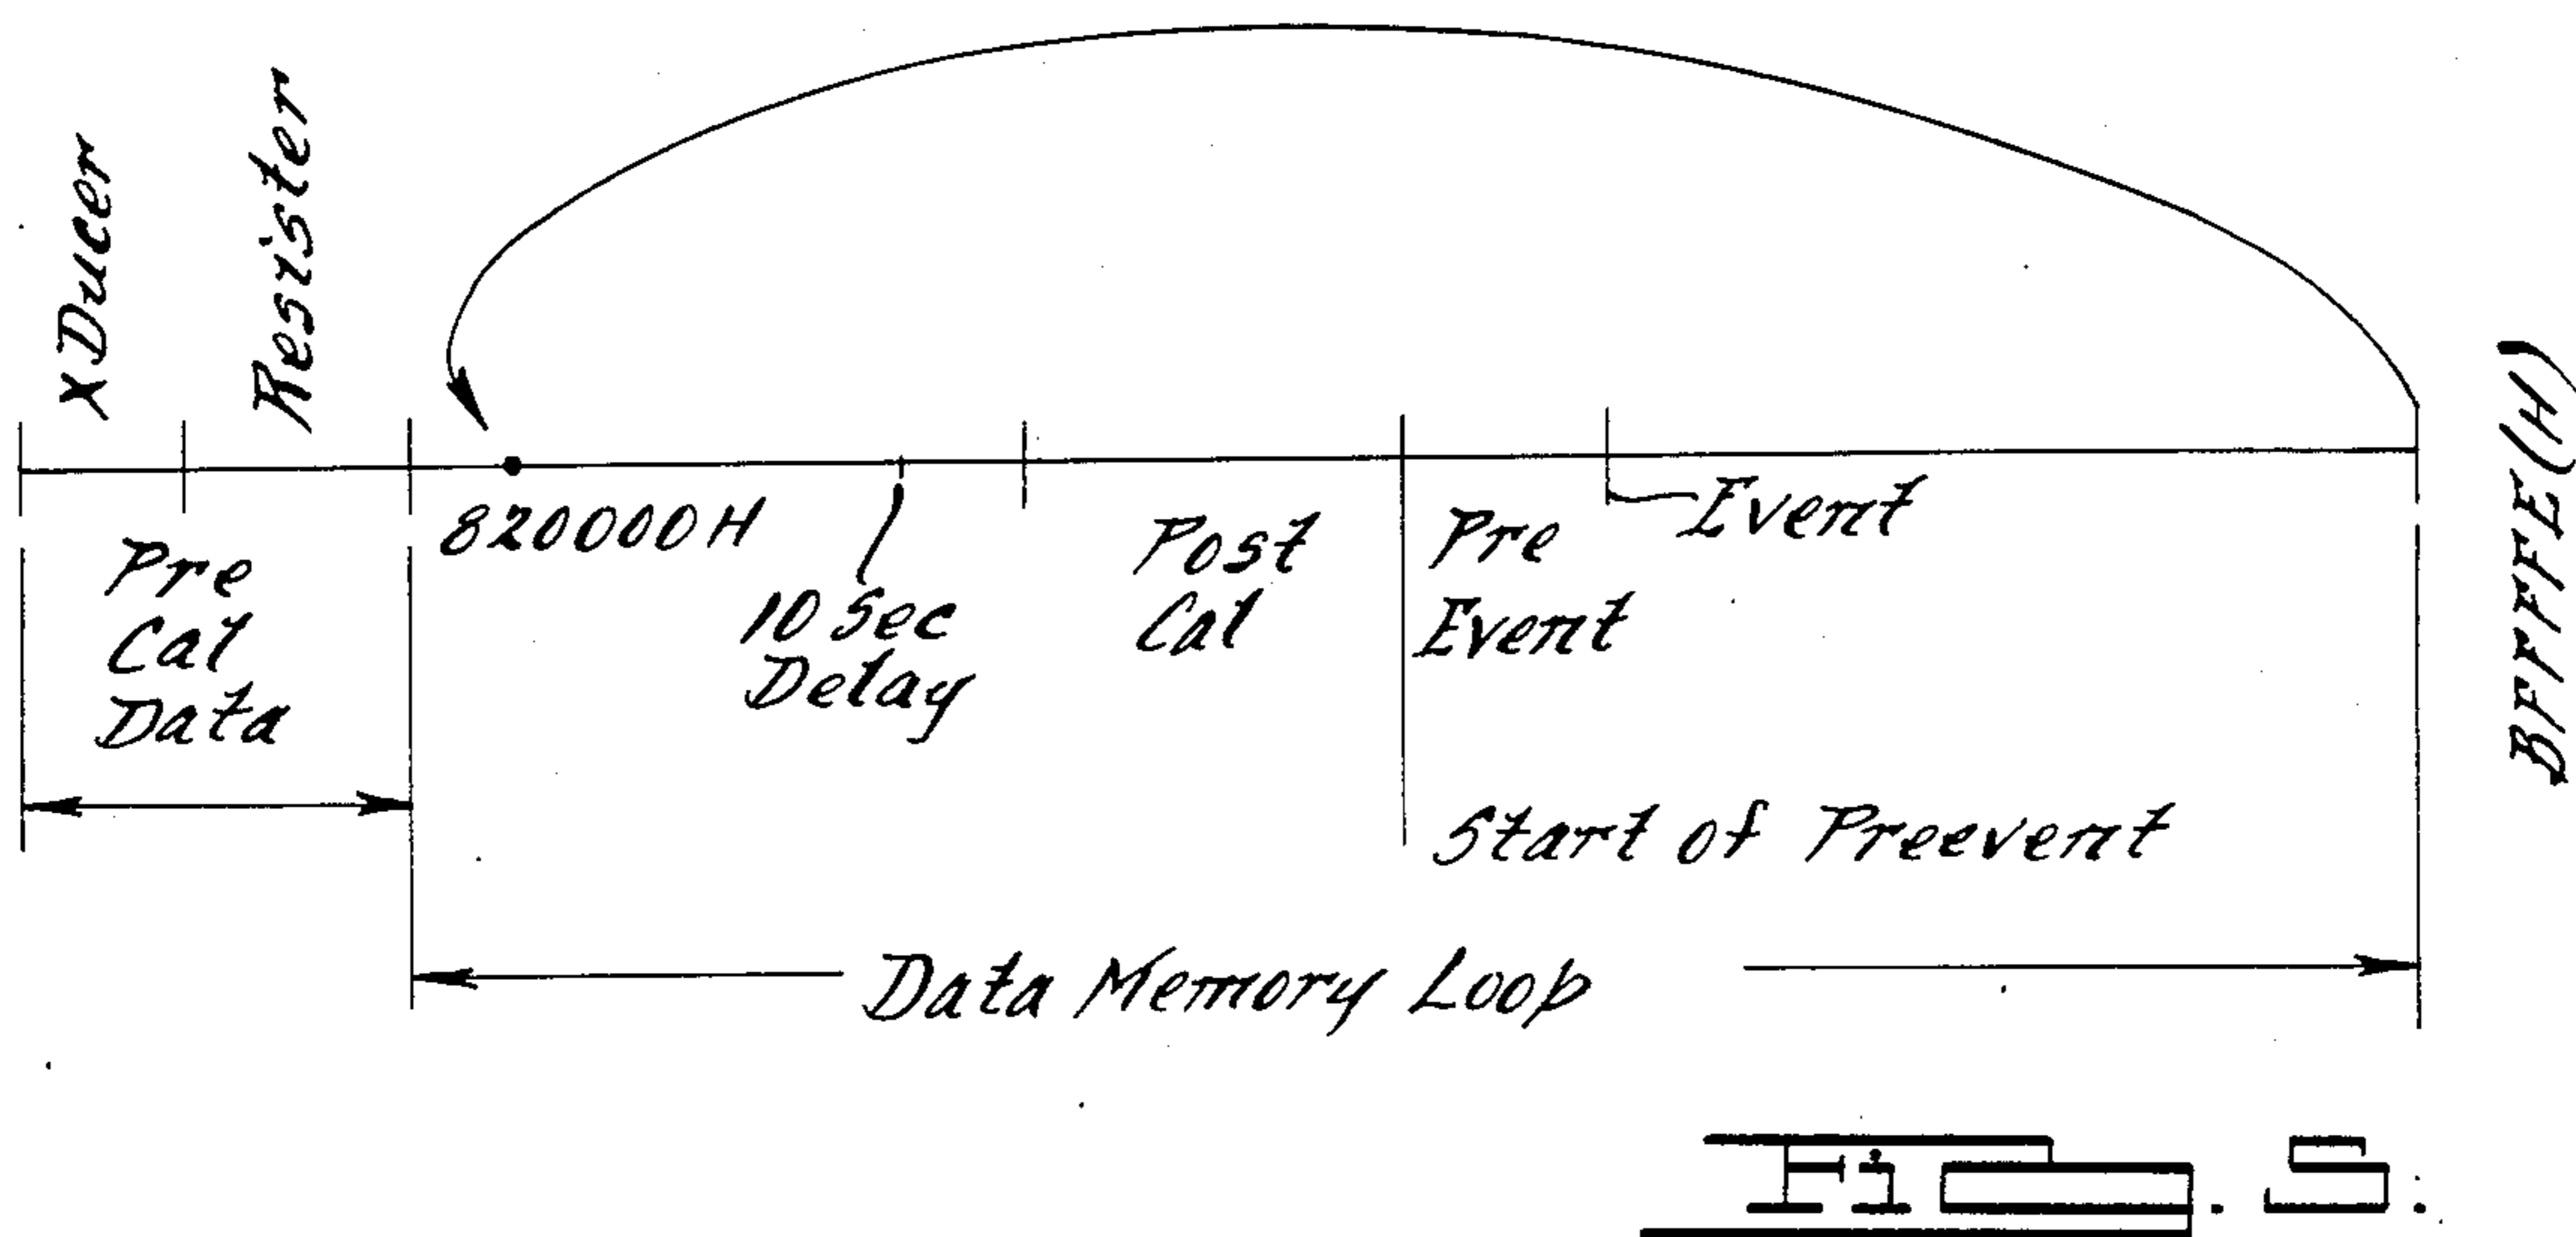 xDucer
Resister
820000H
BFFFFE(H)
Event
Pre
Cal
Data
10 Sec
Delay
Post
Cal
Pre
Event
Start of Preevent
Data Memory Loop
Fig. 5.